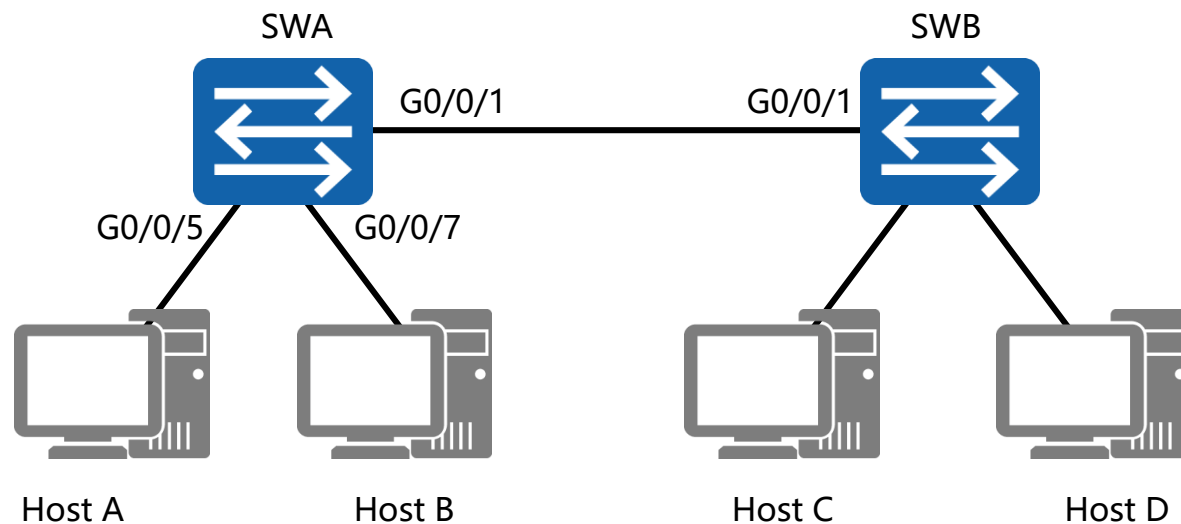 SWA
SWB
G0/0/1
G0/0/1
G0/0/5
G0/0/7
Host A
Host B
Host C
Host D